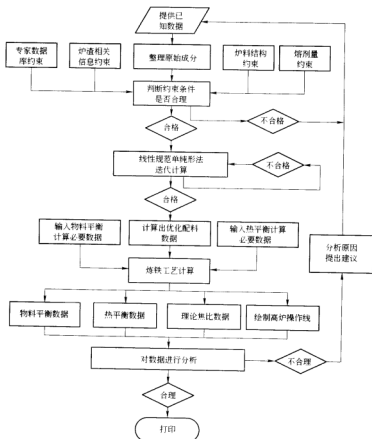 提供已
知数据
专家数据
率约束
炉渣相关
信息约束
整理原始成分
炉料结构
约束
熔剂量
约束
判断约束条件
是否合理
合格
不合格
线性规范单纯形法
迭代计算
不合格
合格
输入物料平衡
计算必要数据
计算出优化配料
数据
输入热平衡计算
必要数据
分析原因
提出建议
炼铁工艺计算
物料平衡数据
热平衡数据
理论焦比数据
绘制高炉操作线
对数据进行分析
不合理
合理
打印